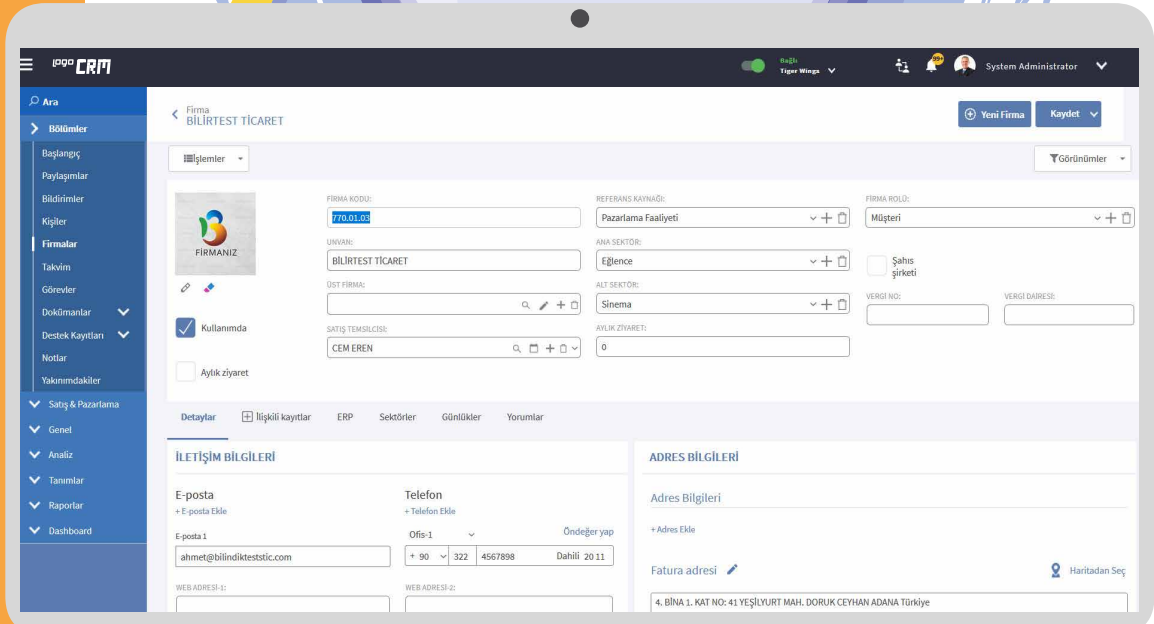 logo CRM
Bağlı
Tiger Wings
99+
System Administrator
Ara
Bölümler
Başlangıç
Paylaşımlar
Bildirimler
Kişiler
Firmalar
Takvim
Görevler
Dokümanlar
Destek Kayıtları
Notlar
Yakınımdakiler
Satış & Pazarlama
Genel
Analiz
Tanımlar
Raporlar
Dashboard
Firma
BİLİRTEST TİCARET
Yeni Firma
Kaydet
İşlemler
Görünümler
FİRMANIZ
Kullanımda
Aylık ziyaret
FİRMA KODU:
770.01.03
UNVAN:
BİLİRTEST TİCARET
ÜST FİRMA:
SATIŞ TEMSİLCİSİ:
CEM EREN
REFERANS KAYNAĞI:
Pazarlama Faaliyeti
ANA SEKTÖR:
Eğlence
ALT SEKTÖR:
Sinema
AYLIK ZİYARET:
0
FİRMA ROLÜ:
Müşteri
Şahıs
şirketi
VERGİ NO:
VERGİ DAİRESİ:
Detaylar
İlişkili kayıtlar
ERP
Sektörler
Günlükler
Yorumlar
İLETİŞİM BİLGİLERİ
E-posta
+ E-posta Ekle
E-posta 1
ahmet@bilindikteststic.com
WEB ADRESİ-1:
Telefon
+ Telefon Ekle
Ofis-1
Öndeğer yap
+ 90 322 4567898 Dahili 20 11
WEB ADRESİ-2:
ADRES BİLGİLERİ
Adres Bilgileri
+ Adres Ekle
Fatura adresi
Haritadan Seç
4. BİNA 1. KAT NO: 41 YEŞİLYURT MAH. DORUK CEYHAN ADANA Türkiye